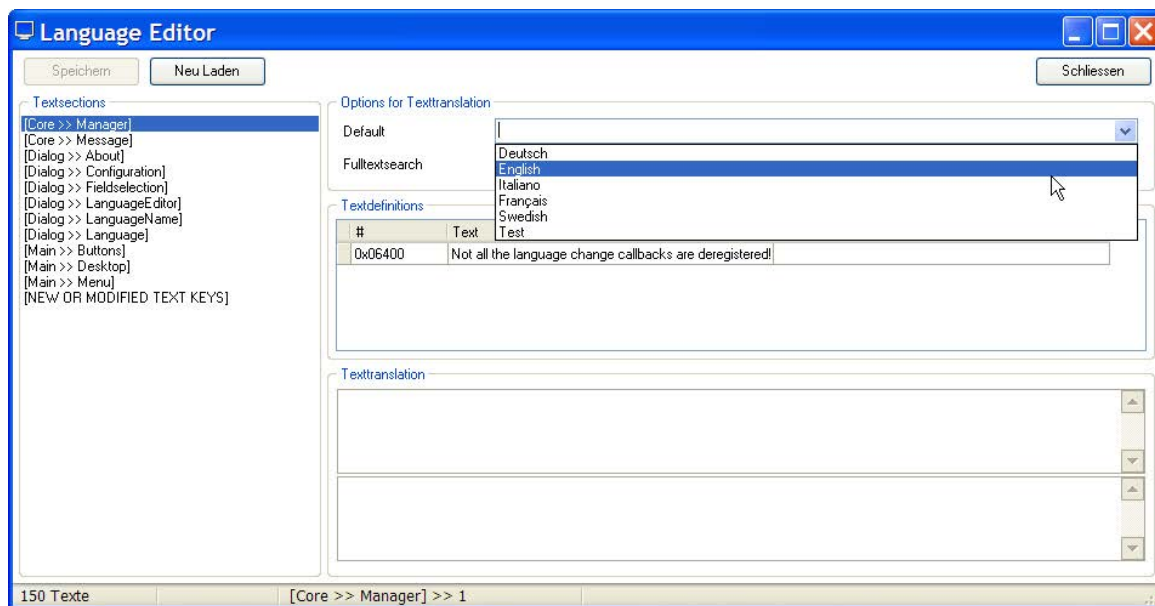 Language Editor
Speichern
Neu Laden
Schliessen
Textsections
[Core >> Manager]
[Core >> Message]
[Dialog >> About]
[Dialog >> Configuration]
[Dialog >> Fieldselection]
[Dialog >> LanguageEditor]
[Dialog >> LanguageName]
[Dialog >> Language]
[Main >> Buttons]
[Main >> Desktop]
[Main >> Menu]
[NEW OR MODIFIED TEXT KEYS]
Options for Texttranslation
Default
Deutsch
English
Italiano
Français
Swedish
Test
Fulltextsearch
Textdefinitions
# Text
0x06400 Not all the language change callbacks are deregistered!
Texttranslation
150 Texte
[Core >> Manager] >> 1